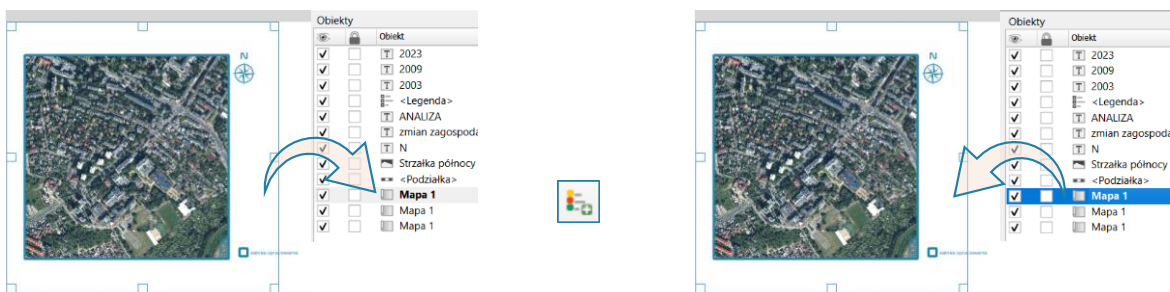 Obiekty
Obiekt
2023
2009
2003
<Legenda>
ANALIZA
zmian zagospoda
N
Strzałka północy
<Podziałka>
Mapa 1
Mapa 1
Mapa 1
N
Obiekty
Obiekt
2023
2009
2003
<Legenda>
ANALIZA
zmian zagospoda
N
Strzałka północy
<Podziałka>
Mapa 1
Mapa 1
Mapa 1
N